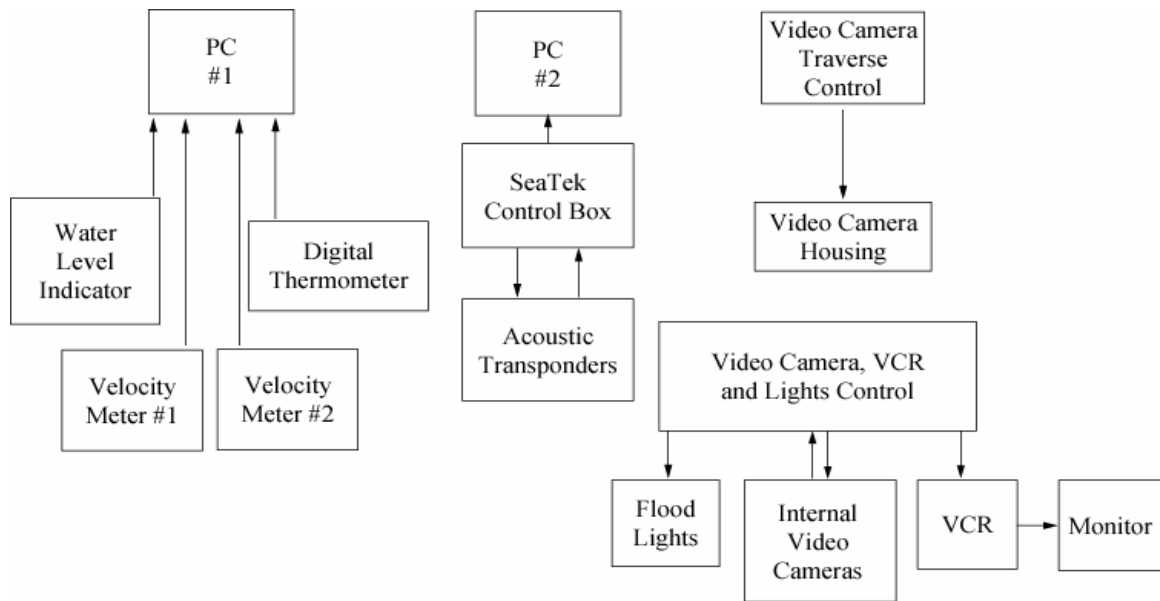 PC
#1
PC
#2
Video Camera
Traverse
Control
SeaTek
Control Box
Water
Level
Indicator
Digital
Thermometer
Video Camera
Housing
Acoustic
Transponders
Velocity
Meter #1
Velocity
Meter #2
Video Camera, VCR
and Lights Control
Flood
Lights
Internal
Video
Cameras
VCR
Monitor